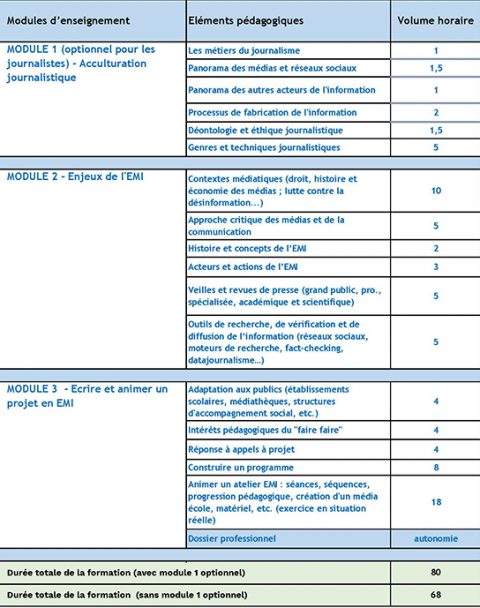 Modules d'enseignement
Eléments pédagogiques
Volume horaire
MODULE 1 (optionnel pour les
journalistes) - Acculturation
journalistique
Les métiers du journalisme
1
Panorama des médias et réseaux sociaux
1,5
Panorama des autres acteurs de l'information
1
Processus de fabrication de l'information
2
Déontologie et éthique journalistique
1,5
Genres et techniques journalistiques
5
MODULE 2 - Enjeux de l'EMI
Contextes médiatiques (droit, histoire et
économie des médias ; lutte contre la
désinformation...)
10
Approche critique des médias et de la
communication
5
Histoire et concepts de l'EMI
2
Acteurs et actions de l'EMI
3
Veilles et revues de presse (grand public, pro.,
spécialisée, académique et scientifique)
5
Outils de recherche, de vérification et de
diffusion de l'information (réseaux sociaux,
moteurs de recherche, fact-checking,
datajournalisme…)
5
MODULE 3 - Ecrire et animer un
projet en EMI
Adaptation aux publics (établissements
scolaires, médiathèques, structures
d'accompagnement social, etc.)
4
Intérêts pédagogiques du "faire faire"
4
Réponse à appels à projet
4
Construire un programme
8
Animer un atelier EMI : séances, séquences,
progression pédagogique, création d'un média
école, matériel, etc. (exercice en situation
réelle)
18
Dossier professionnel
autonomie
Durée totale de la formation (avec module 1 optionnel)
80
Durée totale de la formation (sans module 1 optionnel)
68